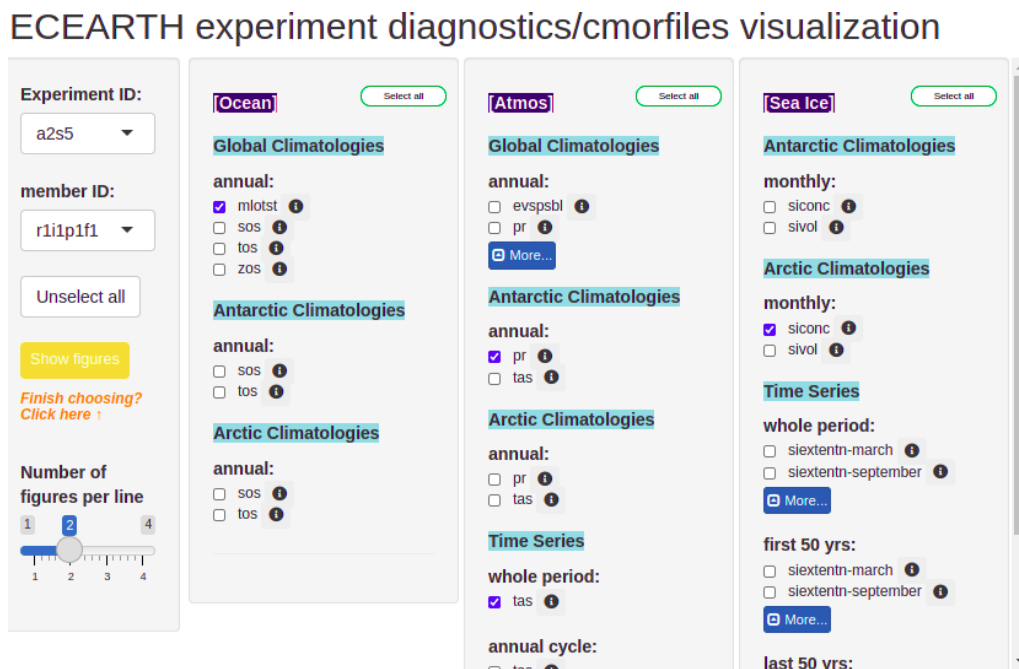 ECEARTH experiment diagnostics/cmorfiles visualization
Experiment ID:
a2s5
member ID:
r1i1p1f1
Unselect all
Show figures
Finish choosing?
Click here ↑
Number of
figures per line
1 2 4
1 2 3 4
[Ocean]
Select all
Global Climatologies
annual:
mlotst
sos
tos
zos
Antarctic Climatologies
annual:
sos
tos
Arctic Climatologies
annual:
sos
tos
[Atmos]
Select all
Global Climatologies
annual:
evspsbl
pr
More...
Antarctic Climatologies
annual:
pr
tas
Arctic Climatologies
annual:
pr
tas
Time Series
whole period:
tas
annual cycle:
tas
[Sea Ice]
Select all
Antarctic Climatologies
monthly:
siconc
sivol
Arctic Climatologies
monthly:
siconc
sivol
Time Series
whole period:
siextentn-march
siextentn-september
More...
first 50 yrs:
siextentn-march
siextentn-september
More...
last 50 yrs: